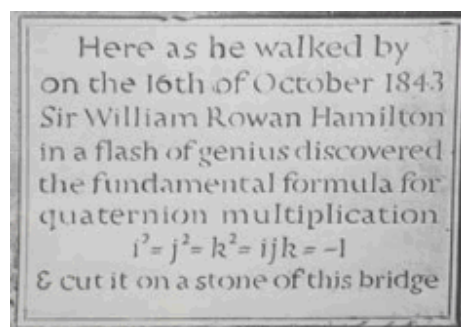 Here as he walked by
on the 16th of October 1843
Sir William Rowan Hamilton
in a flash of genius discovered
the fundamental formula for
quaternion multiplication
i² = j² = k² = ijk = −1
& cut it on a stone of this bridge